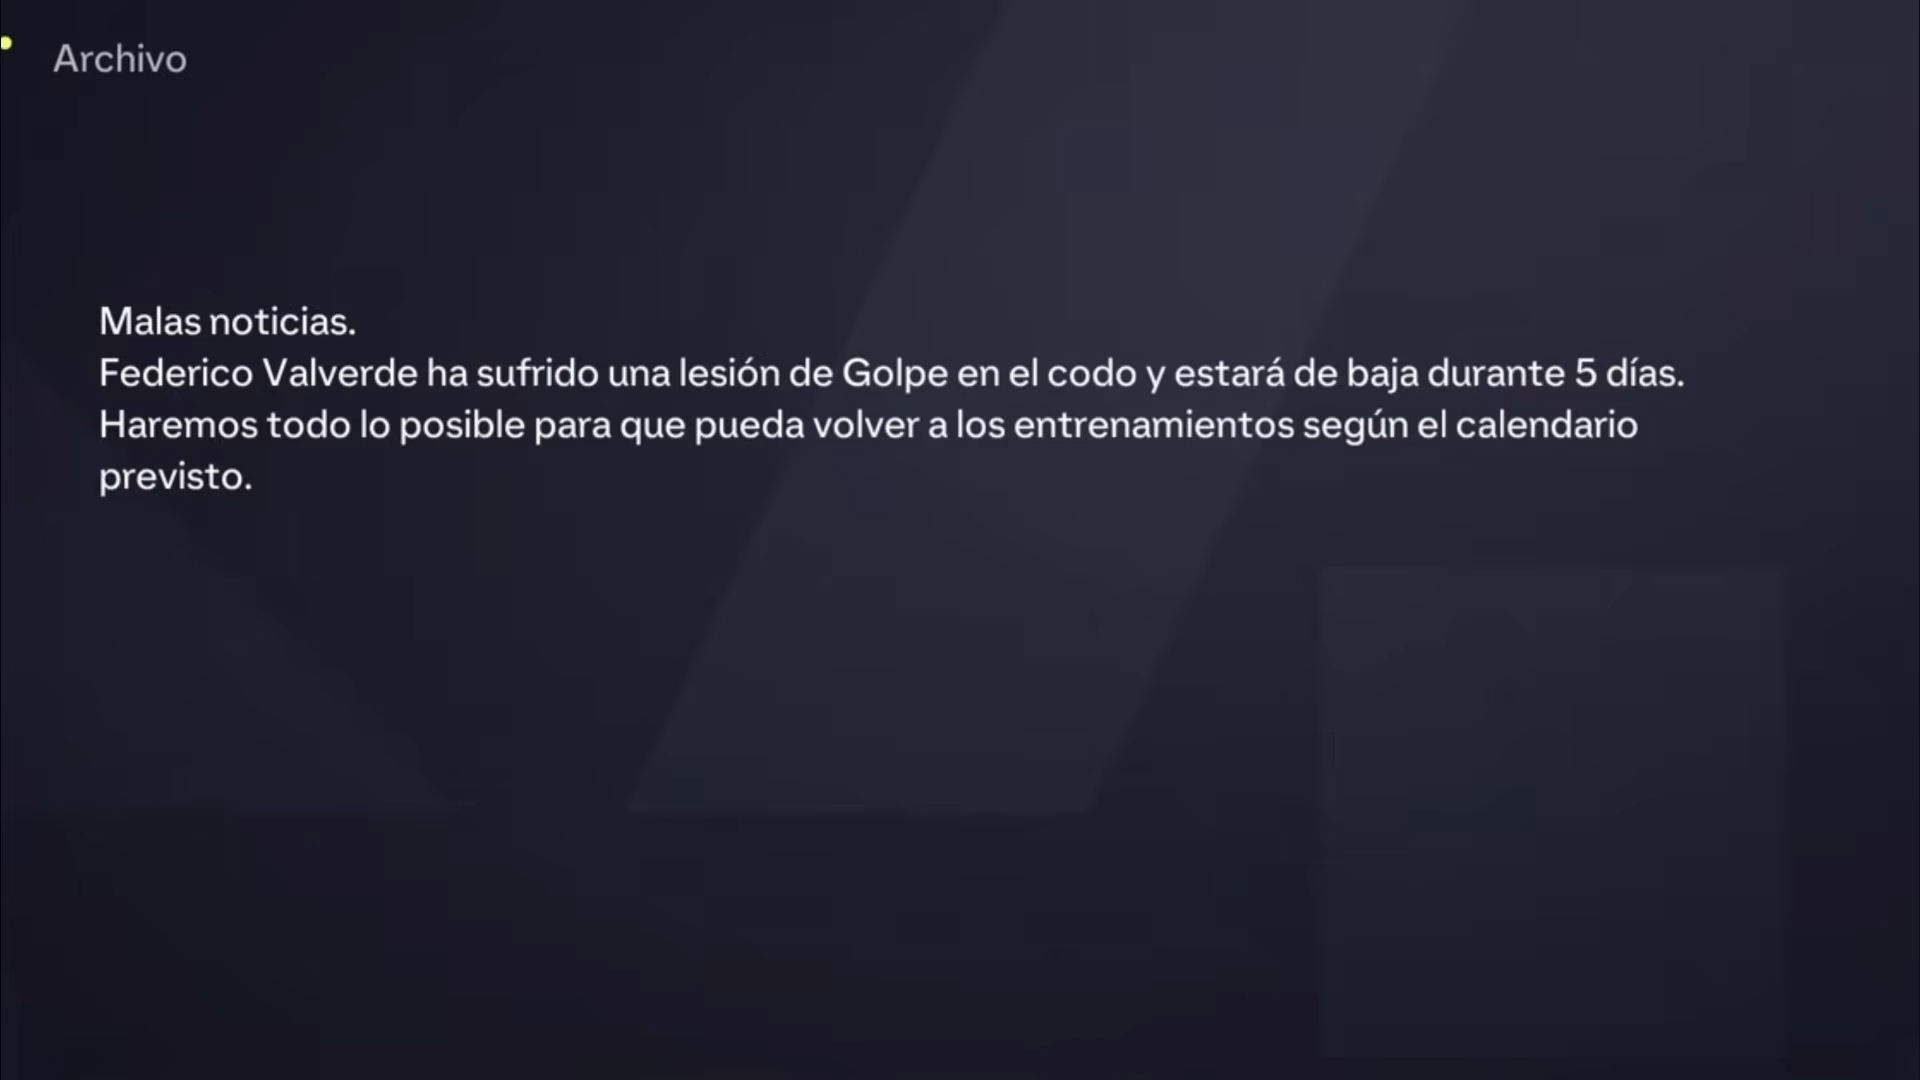 Archivo
Malas noticias.
Federico Valverde ha sufrido una lesión de Golpe en el codo y estará de baja durante 5 días.
Haremos todo lo posible para que pueda volver a los entrenamientos según el calendario
previsto.